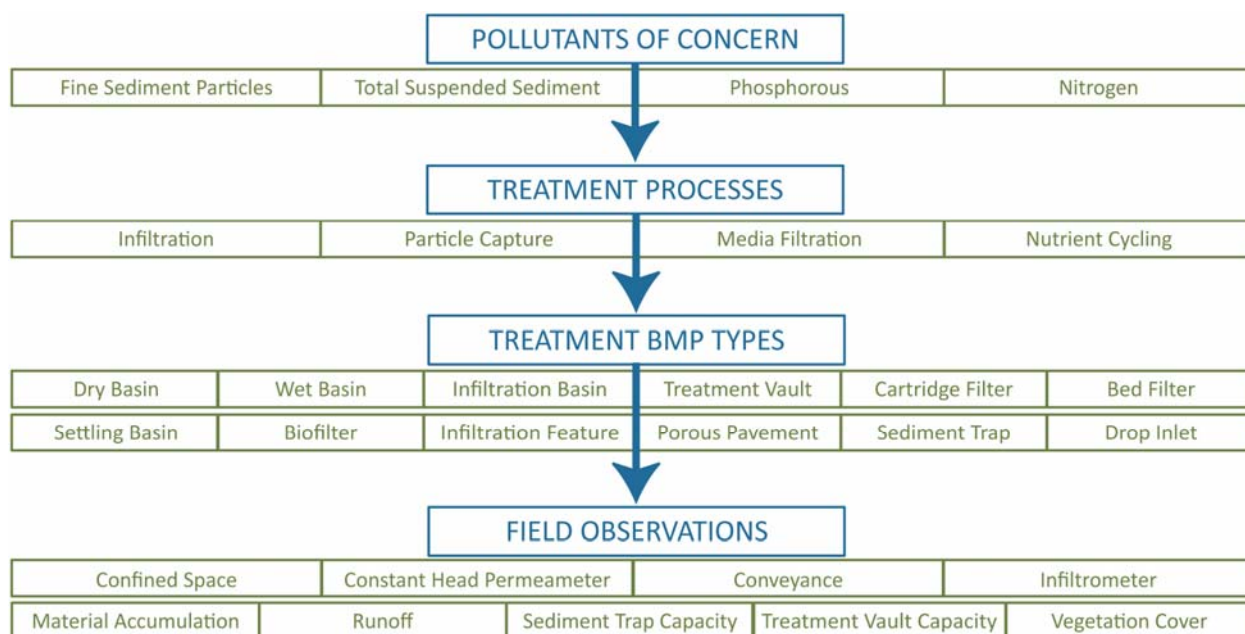 POLLUTANTS OF CONCERN
Fine Sediment Particles Total Suspended Sediment Phosphorous Nitrogen
TREATMENT PROCESSES
Infiltration Particle Capture Media Filtration Nutrient Cycling
TREATMENT BMP TYPES
Dry Basin Wet Basin Infiltration Basin Treatment Vault Cartridge Filter Bed Filter
Settling Basin Biofilter Infiltration Feature Porous Pavement Sediment Trap Drop Inlet
FIELD OBSERVATIONS
Confined Space Constant Head Permeameter Conveyance Infiltrometer
Material Accumulation Runoff Sediment Trap Capacity Treatment Vault Capacity Vegetation Cover